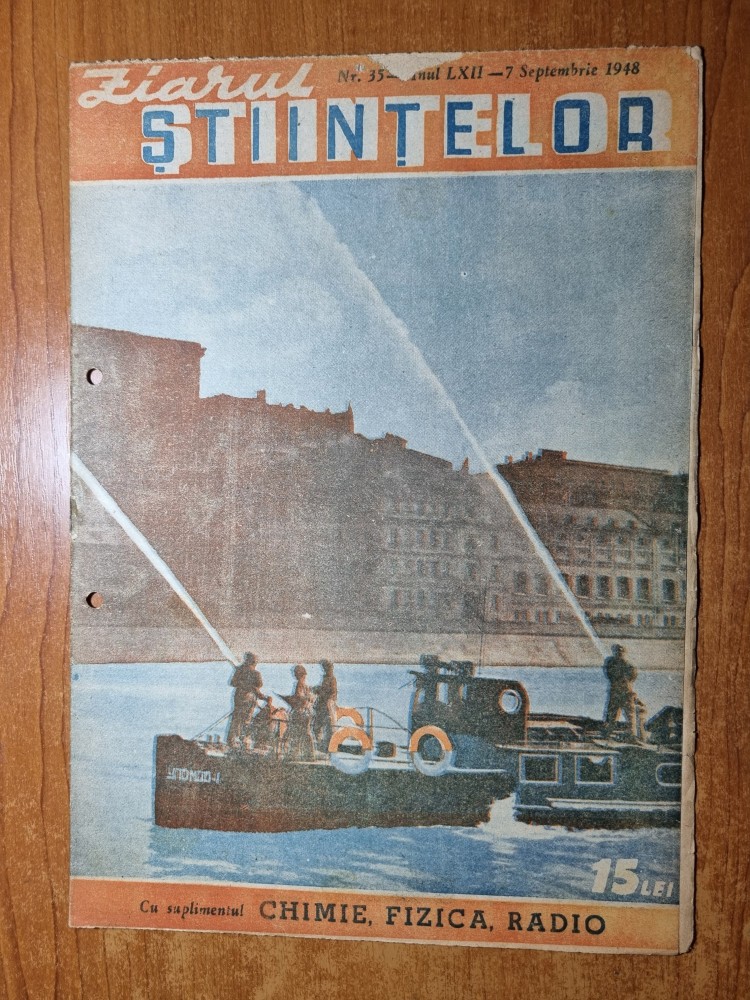 Ziarul
Nr. 35— Anul LXII—7 Septembrie 1948
ȘTIINȚELOR
15 LEI
Cu suplimentul CHIMIE, FIZICA, RADIO